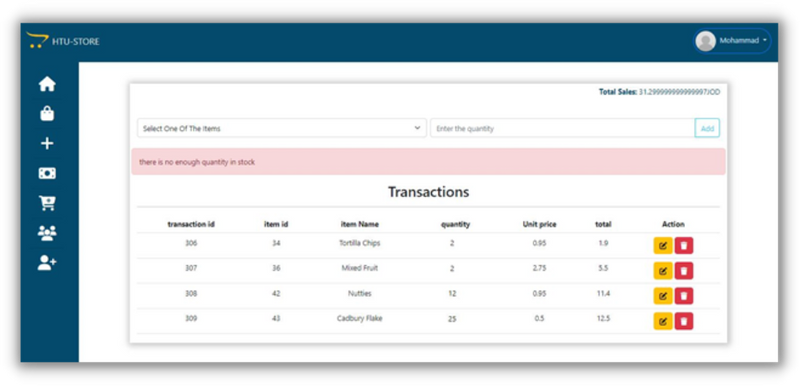 HTU-STORE
Mohammad
Total Sales: 31.299999999999997JOD
Select One Of The Items
Enter the quantity
Add
there is no enough quantity in stock
Transactions
transaction id item id item Name quantity Unit price total Action
306 34 Tortilla Chips 2 0.95 1.9
307 36 Mixed Fruit 2 2.75 5.5
308 42 Nutties 12 0.95 11.4
309 43 Cadbury Flake 25 0.5 12.5